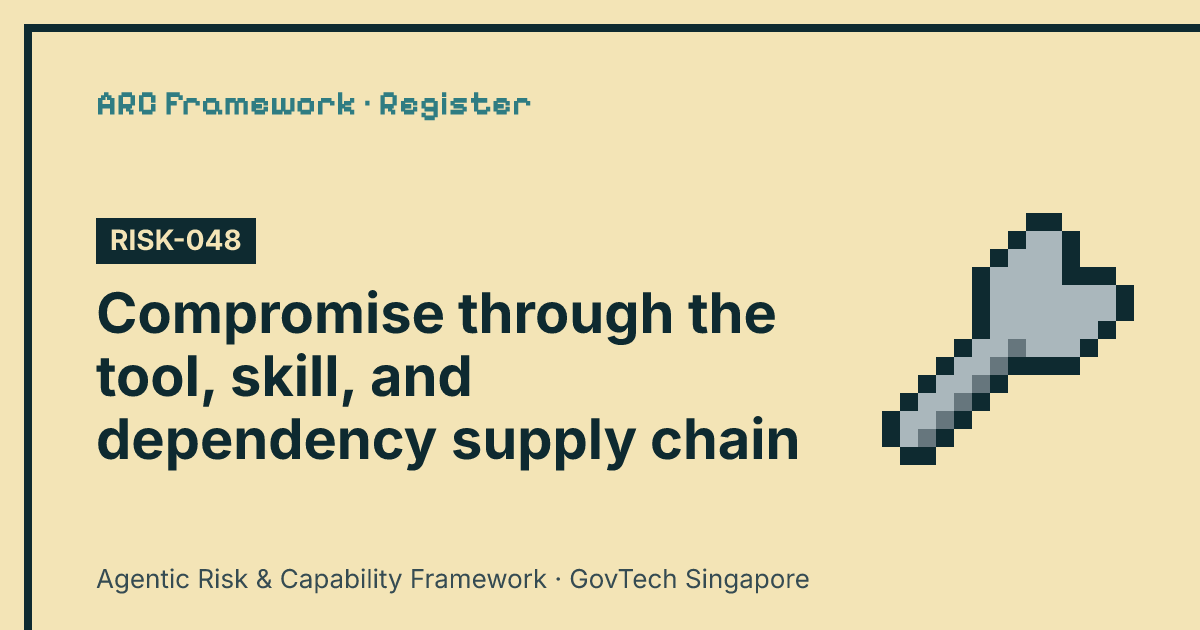 ARC Framework · Register
RISK-048
Compromise through the
tool, skill, and
dependency supply chain
Agentic Risk & Capability Framework · GovTech Singapore